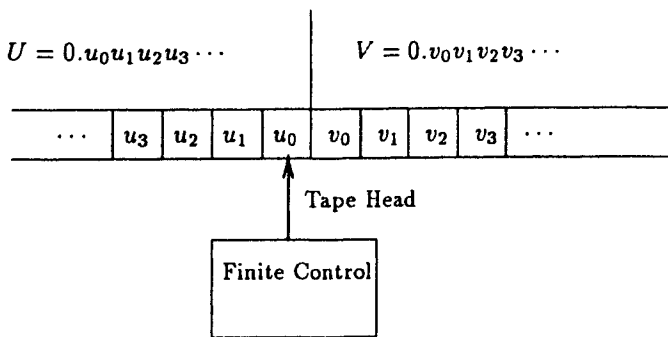 U = 0.u₀u₁u₂u₃ ⋯ V = 0.v₀v₁v₂v₃ ⋯
⋯ u₃ u₂ u₁ u₀ v₀ v₁ v₂ v₃ ⋯
Tape Head
Finite Control